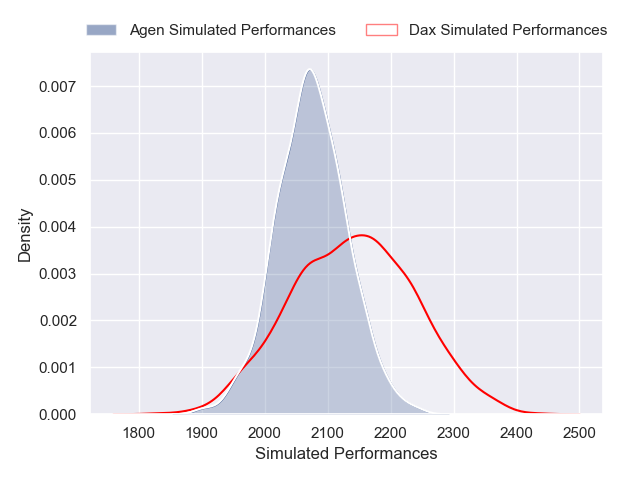 Agen Simulated Performances Dax Simulated Performances
0.007
0.006
0.005
0.004
0.003
0.002
0.001
0.000
Density
1800 1900 2000 2100 2200 2300 2400 2500
Simulated Performances